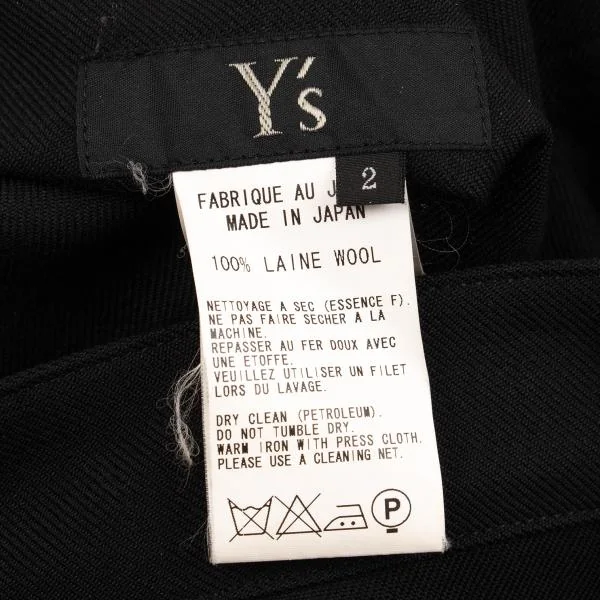 Y's
2
FABRIQUE AU J
MADE IN JAPAN
100% LAINE WOOL
NETTOYAGE A SEC (ESSENCE F).
NE PAS FAIRE SECHER A LA
MACHINE.
REPASSER AU FER DOUX AVEC
UNE ETOFFE.
VEUILLEZ UTILISER UN FILET
LORS DU LAVAGE.
DRY CLEAN (PETROLEUM).
DO NOT TUMBLE DRY.
WARM IRON WITH PRESS CLOTH.
PLEASE USE A CLEANING NET.
P